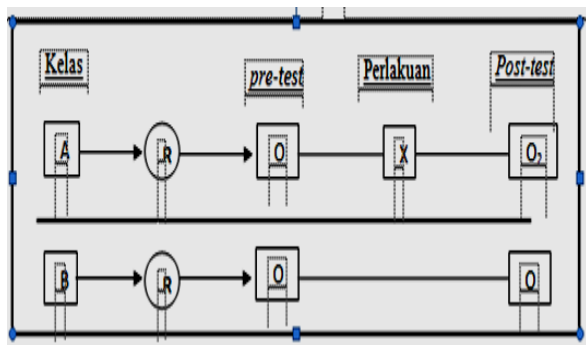 Kelas pre-test Perlakuan Post-test
A R O X O₂
B R O O